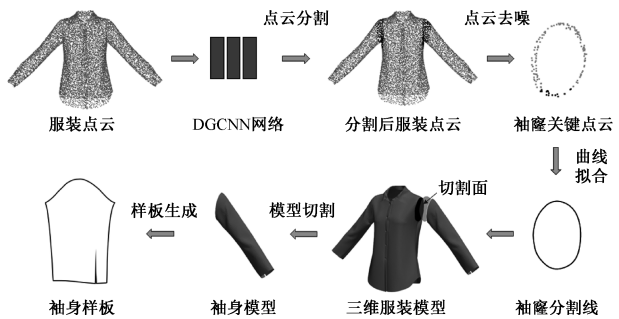 点云分割
点云去噪
服装点云
DGCNN网络
分割后服装点云
袖窿关键点云
曲线
拟合
切割面
样板生成
模型切割
袖身样板
袖身模型
三维服装模型
袖窿分割线